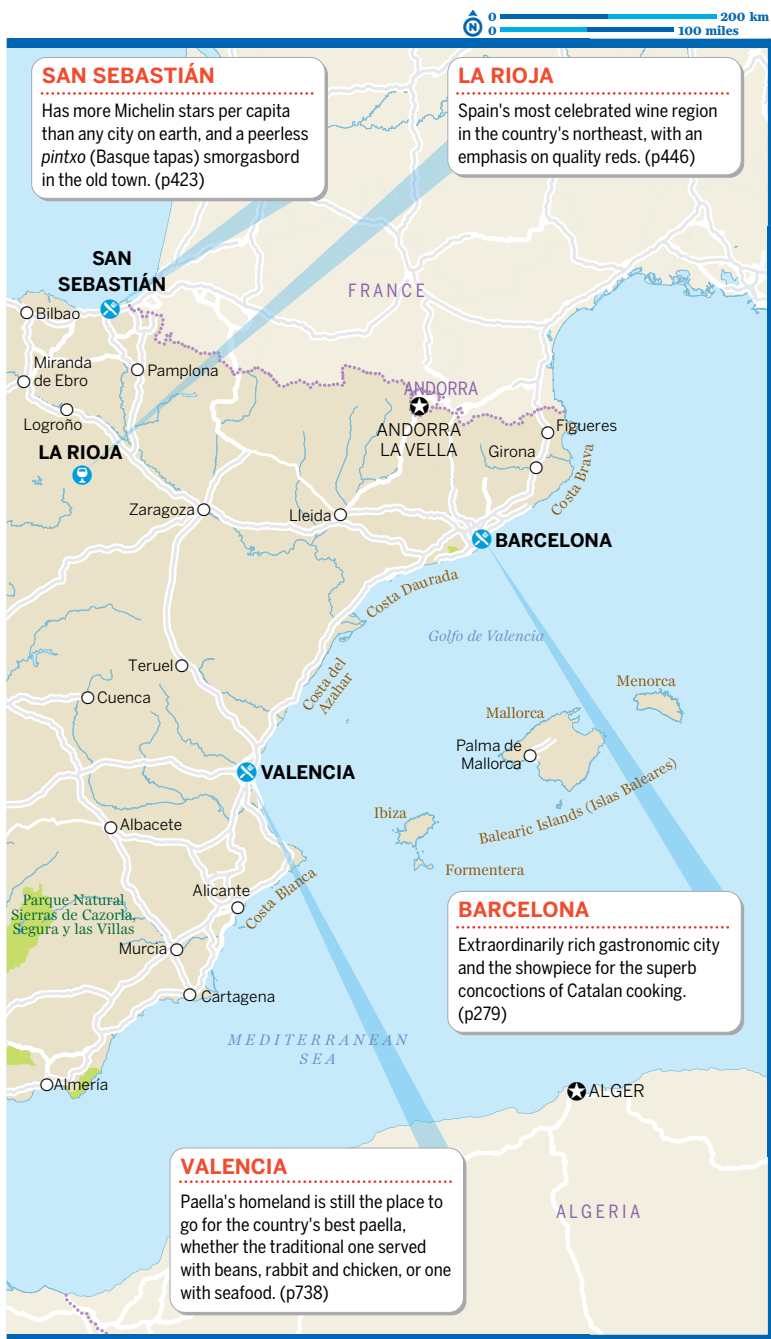 0 200 km
N
0 100 miles
SAN SEBASTIÁN
Has more Michelin stars per capita
than any city on earth, and a peerless
pintxo (Basque tapas) smorgasbord
in the old town. (p423)
LA RIOJA
Spain's most celebrated wine region
in the country's northeast, with an
emphasis on quality reds. (p446)
SAN
SEBASTIÁN
FRANCE
Bilbao
Miranda
de Ebro
Pamplona
ANDORRA
Logroño
ANDORRA
LA VELLA
Figueres
Girona
LA RIOJA
Costa Brava
Zaragoza
Lleida
BARCELONA
Costa Daurada
Golfo de Valencia
Teruel
Costa del
Azahar
Cuenca
Menorca
Mallorca
Palma de
Mallorca
VALENCIA
Ibiza
Balearic Islands (Islas Baleares)
Albacete
Formentera
Alicante
Costa Blanca
Parque Natural
Sierras de Cazorla,
Segura y las Villas
BARCELONA
Extraordinarily rich gastronomic city
and the showpiece for the superb
concoctions of Catalan cooking.
(p279)
Murcia
Cartagena
MEDITERRANEAN
SEA
Almería
ALGER
VALENCIA
Paella's homeland is still the place to
go for the country's best paella,
whether the traditional one served
with beans, rabbit and chicken, or one
with seafood. (p738)
ALGERIA